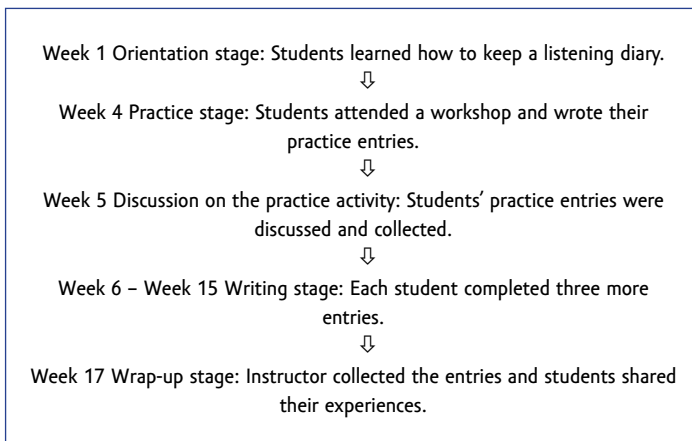 Week 1 Orientation stage: Students learned how to keep a listening diary.
⇩
Week 4 Practice stage: Students attended a workshop and wrote their
practice entries.
⇩
Week 5 Discussion on the practice activity: Students’ practice entries were
discussed and collected.
⇩
Week 6 – Week 15 Writing stage: Each student completed three more
entries.
⇩
Week 17 Wrap-up stage: Instructor collected the entries and students shared
their experiences.